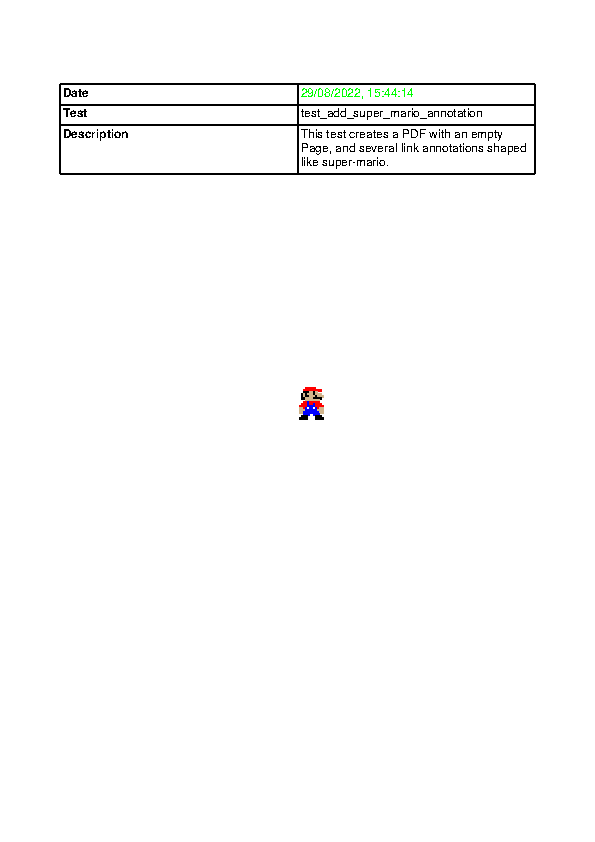 Date 29/08/2022, 15:44:14
Test test_add_super_mario_annotation
Description This test creates a PDF with an empty
Page, and several link annotations shaped
like super-mario.